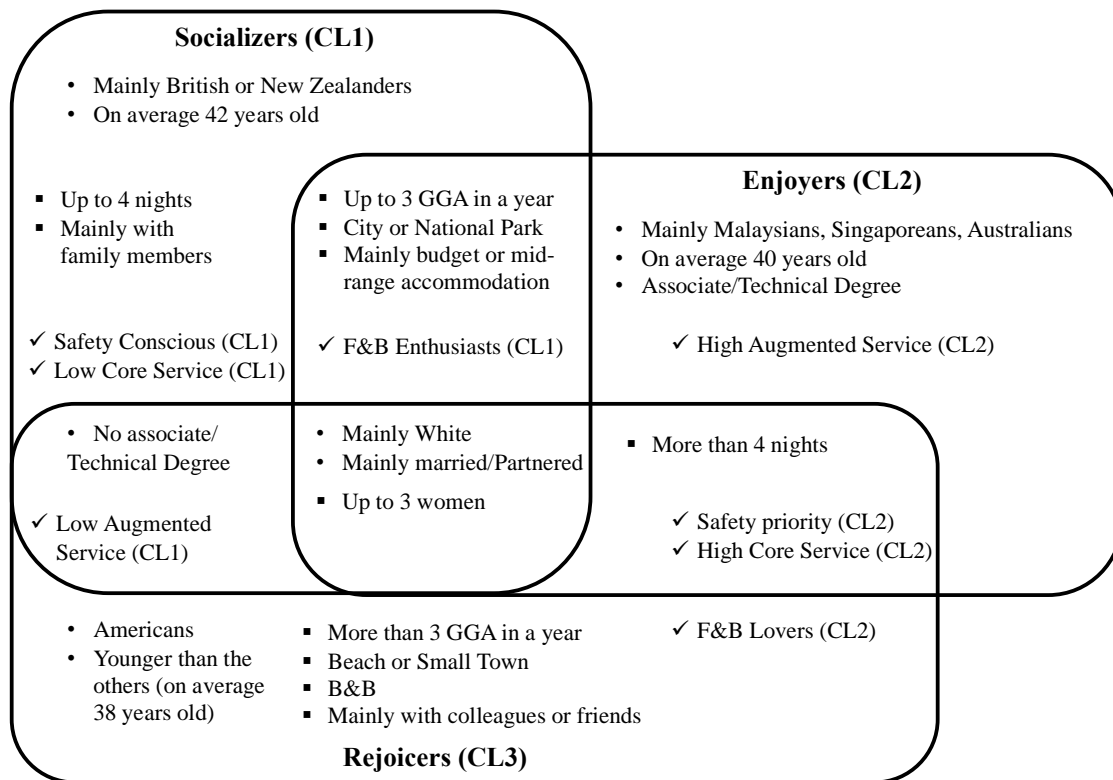 Socializers (CL1)
• Mainly British or New Zealanders
• On average 42 years old
▪ Up to 4 nights
▪ Mainly with
family members
✓ Safety Conscious (CL1)
✓ Low Core Service (CL1)
▪ Up to 3 GGA in a year
▪ City or National Park
▪ Mainly budget or mid-
range accommodation
✓ F&B Enthusiasts (CL1)
Enjoyers (CL2)
• Mainly Malaysians, Singaporeans, Australians
• On average 40 years old
• Associate/Technical Degree
✓ High Augmented Service (CL2)
• No associate/
Technical Degree
✓ Low Augmented
Service (CL1)
• Mainly White
• Mainly married/Partnered
▪ Up to 3 women
▪ More than 4 nights
✓ Safety priority (CL2)
✓ High Core Service (CL2)
• Americans
• Younger than the
others (on average
38 years old)
▪ More than 3 GGA in a year
▪ Beach or Small Town
▪ B&B
▪ Mainly with colleagues or friends
✓ F&B Lovers (CL2)
Rejoicers (CL3)